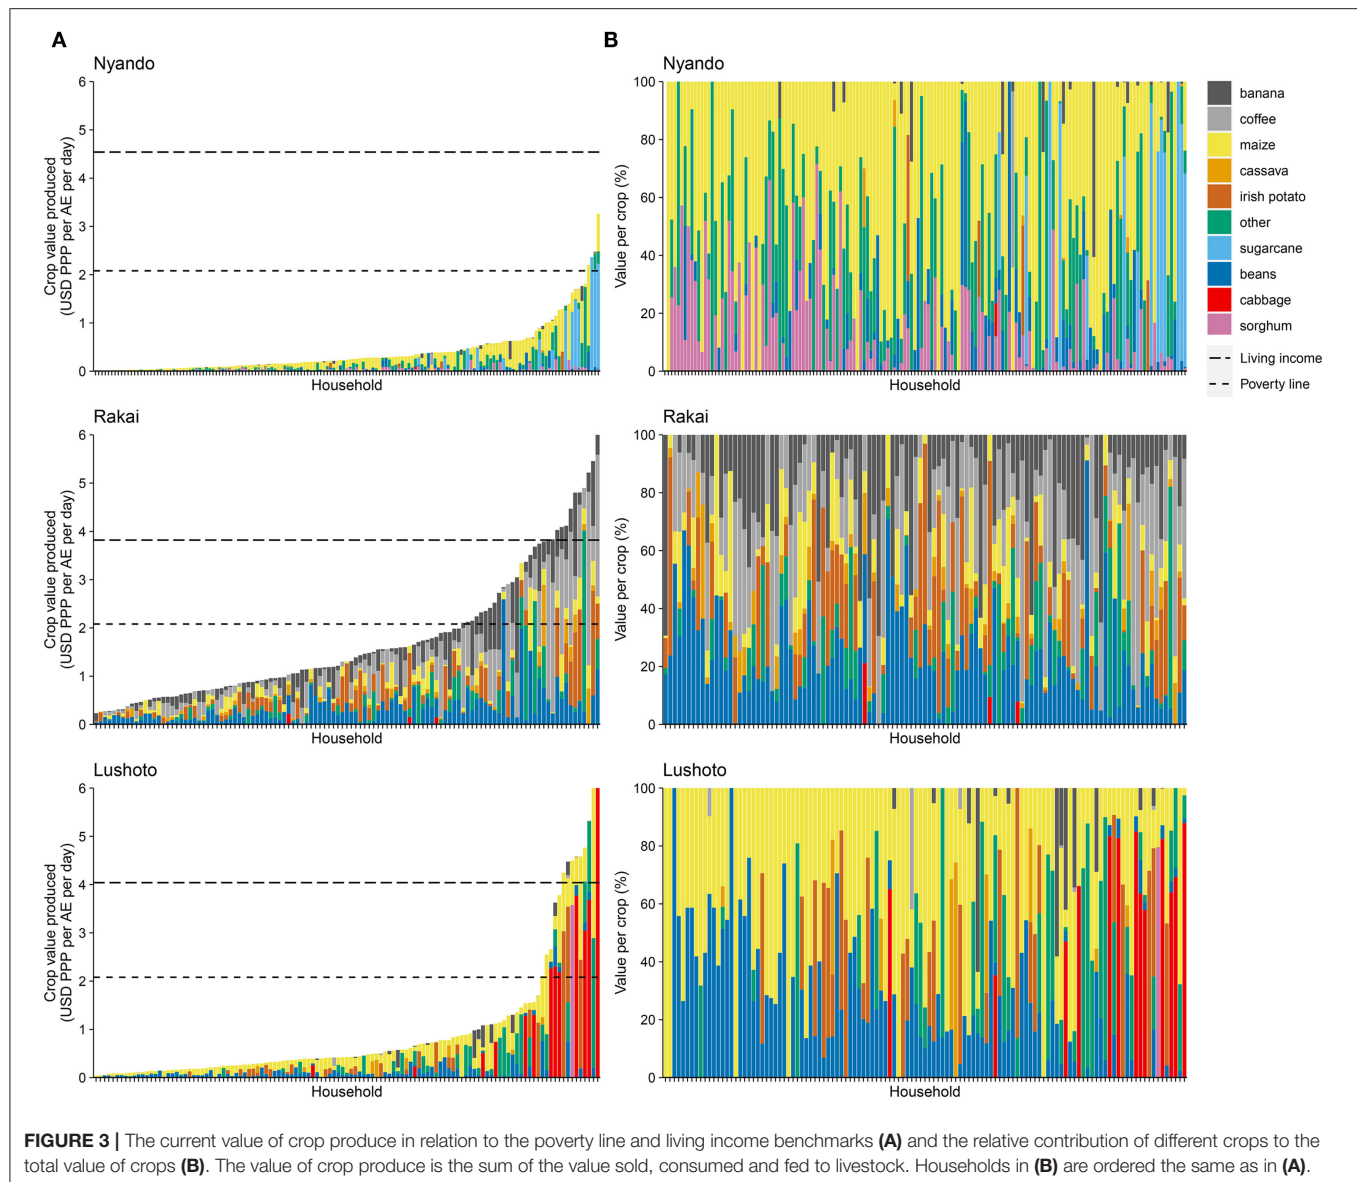 A
B
Nyando
Crop value produced
(USD PPP per AE per day)
6
5
4
3
2
1
0
Household
Nyando
Value per crop (%)
100
80
60
40
20
0
Household
banana
coffee
maize
cassava
irish potato
other
sugarcane
beans
cabbage
sorghum
Living income
Poverty line
Rakai
Crop value produced
(USD PPP per AE per day)
6
5
4
3
2
1
0
Household
Rakai
Value per crop (%)
100
80
60
40
20
0
Household
Lushoto
Crop value produced
(USD PPP per AE per day)
6
5
4
3
2
1
0
Household
Lushoto
Value per crop (%)
100
80
60
40
20
0
Household
FIGURE 3 | The current value of crop produce in relation to the poverty line and living income benchmarks (A) and the relative contribution of different crops to the
total value of crops (B). The value of crop produce is the sum of the value sold, consumed and fed to livestock. Households in (B) are ordered the same as in (A).